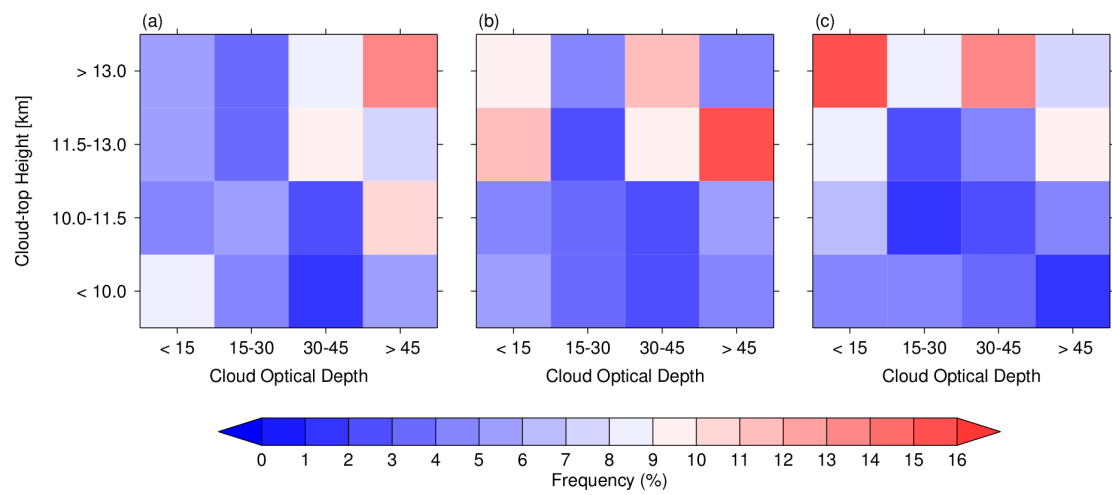 (a) (b) (c)
Cloud-top Height [km]
> 13.0
11.5-13.0
10.0-11.5
< 10.0
< 15 15-30 30-45 > 45 < 15 15-30 30-45 > 45 < 15 15-30 30-45 > 45
Cloud Optical Depth Cloud Optical Depth Cloud Optical Depth
0 1 2 3 4 5 6 7 8 9 10 11 12 13 14 15 16
Frequency (%)